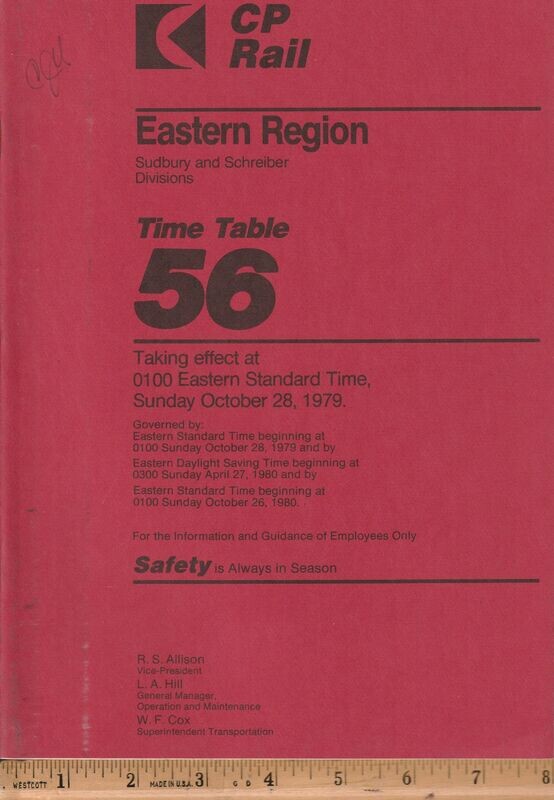 CP
Rail
Eastern Region
Sudbury and Schreiber
Divisions
Time Table
56
Taking effect at
0100 Eastern Standard Time,
Sunday October 28, 1979.
Governed by:
Eastern Standard Time beginning at
0100 Sunday October 28, 1979 and by
Eastern Daylight Saving Time beginning at
0300 Sunday April 27, 1980 and by
Eastern Standard Time beginning at
0100 Sunday October 26, 1980.
For the Information and Guidance of Employees Only
Safety is Always in Season
R. S. Allison
Vice-President
L. A. Hill
General Manager,
Operation and Maintenance
W. F. Cox
Superintendent Transportation
WESTCOTT 1 2 MADE IN U.S.A. 3 G D 4 5 6 7 8